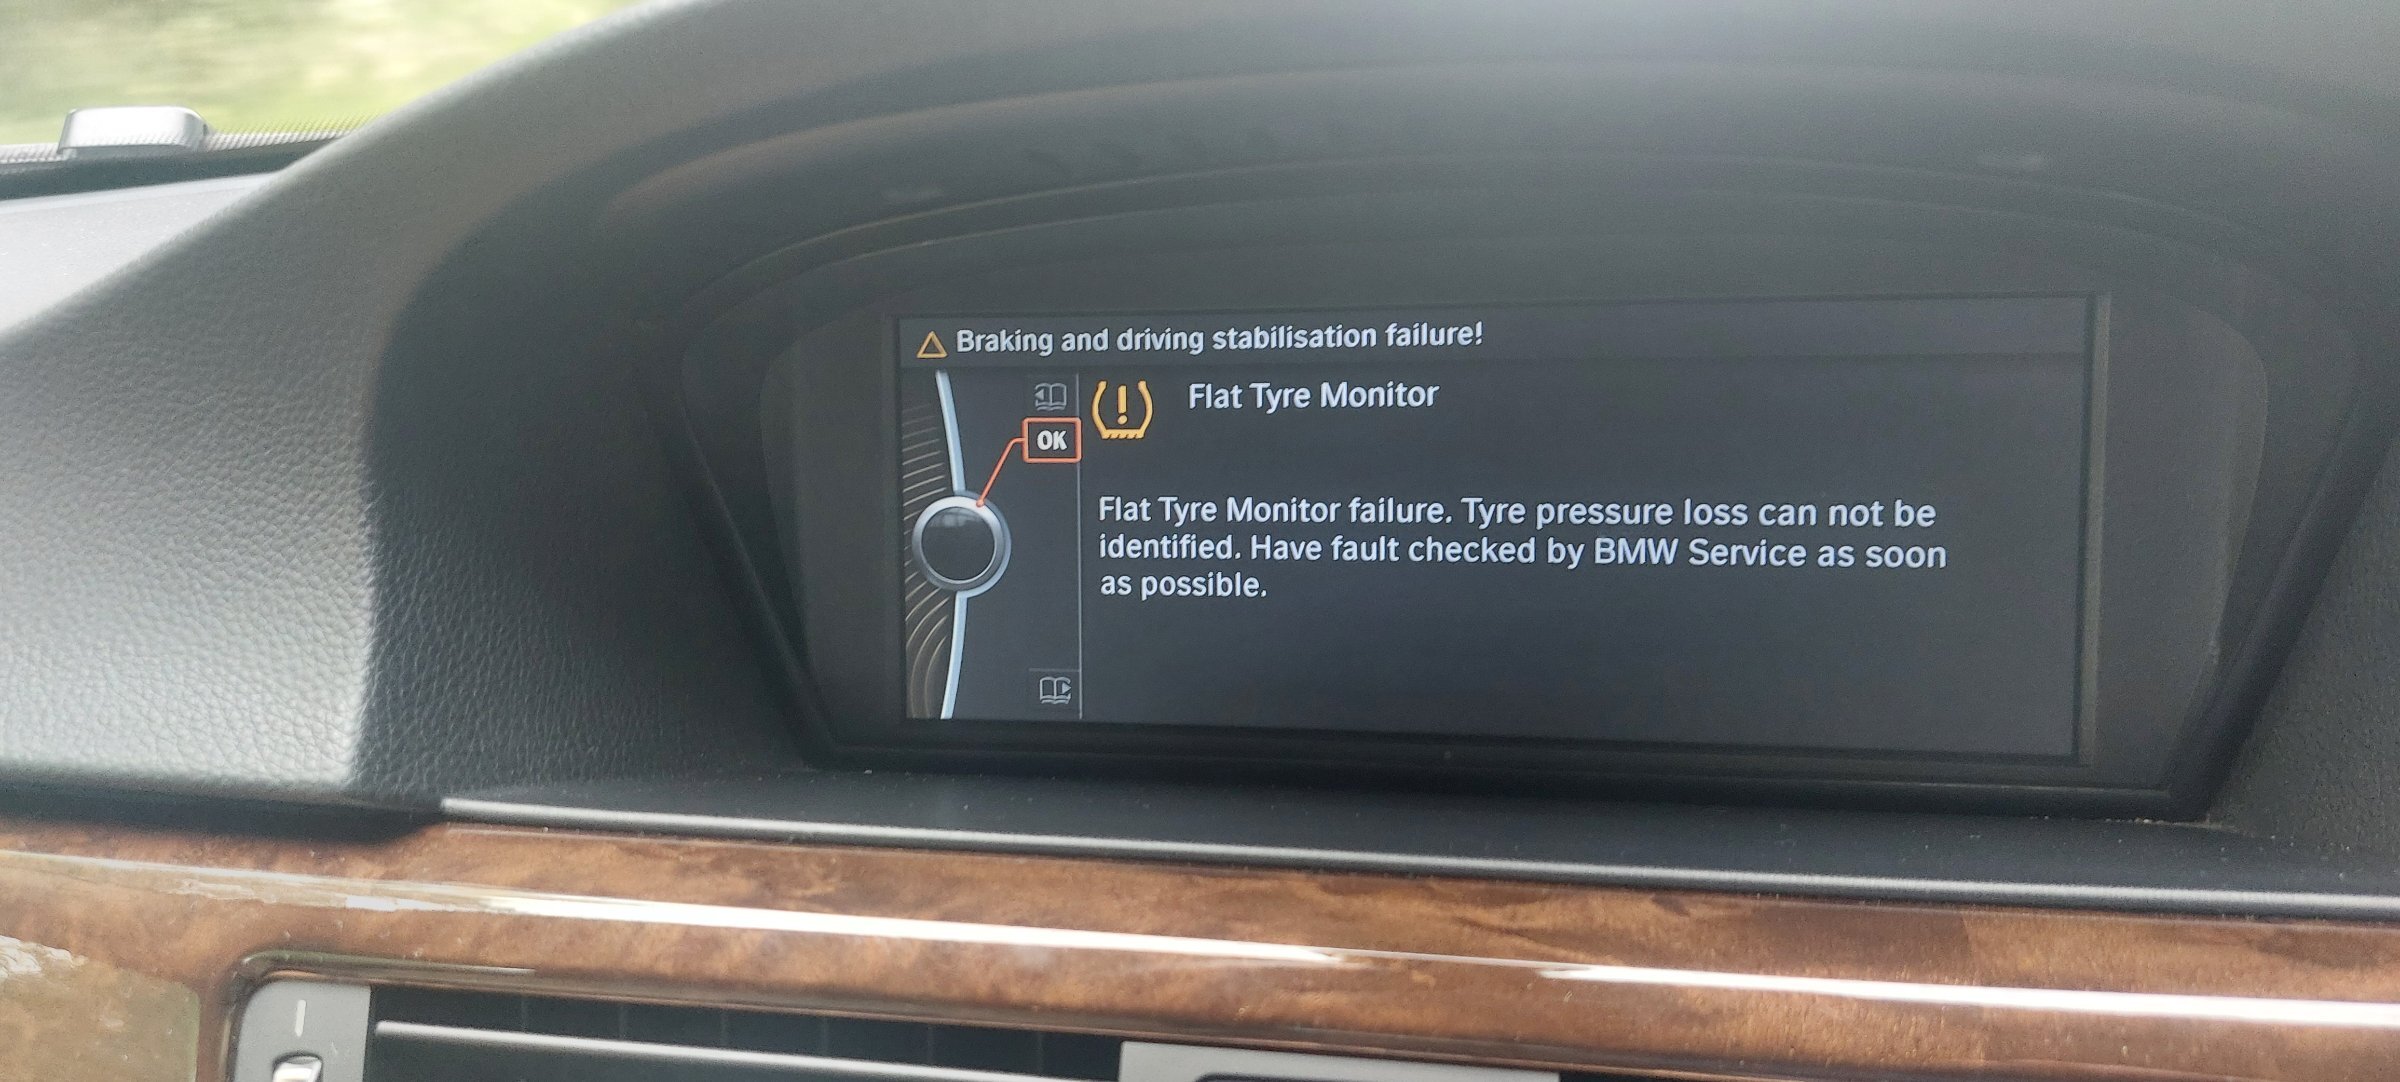 Braking and driving stabilisation failure!
Flat Tyre Monitor
OK
Flat Tyre Monitor failure. Tyre pressure loss can not be
identified. Have fault checked by BMW Service as soon
as possible.